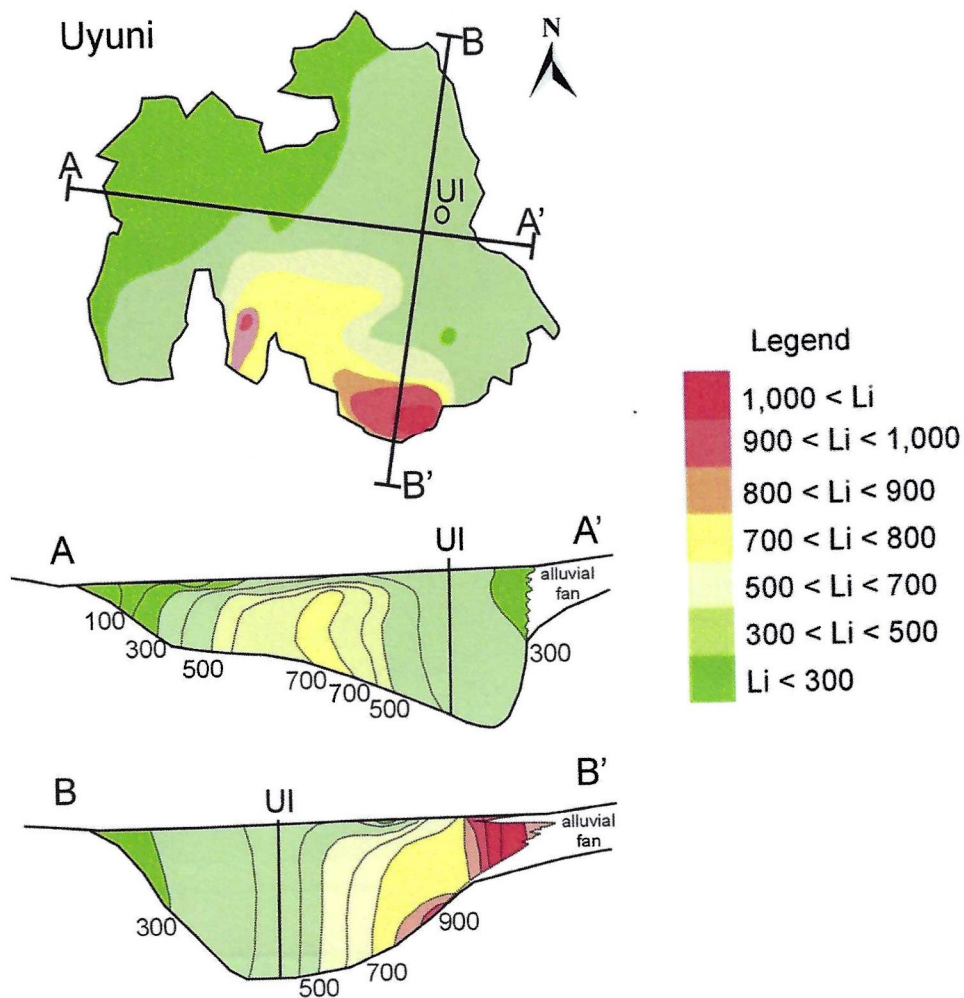 Uyuni
N
B
A
UI
A'
B'
Legend
1,000 < Li
900 < Li < 1,000
800 < Li < 900
700 < Li < 800
500 < Li < 700
300 < Li < 500
Li < 300
A
UI
A'
alluvial
fan
100
300
500
700
700
500
300
B
UI
B'
alluvial
fan
300
500
700
900